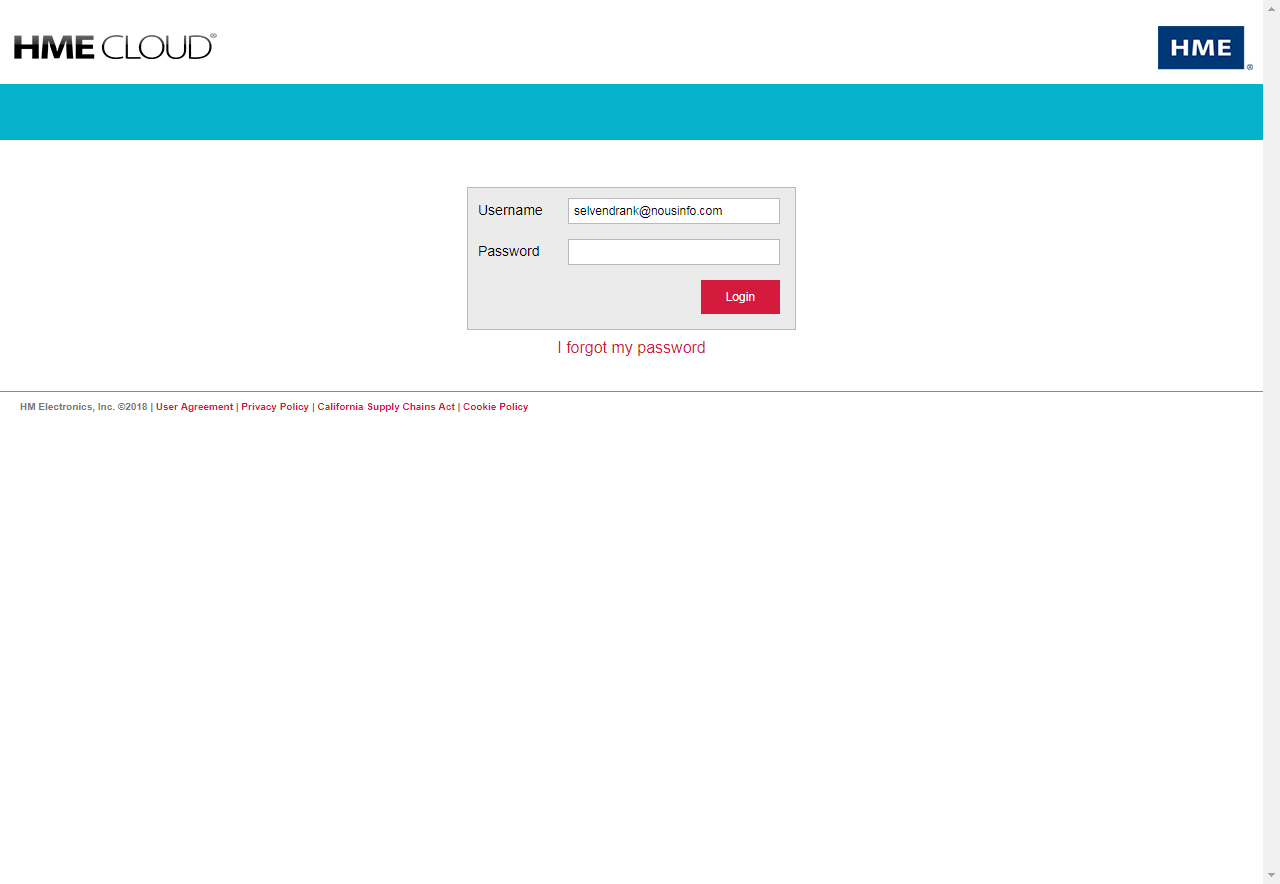 HME CLOUD®
HME®
Username
selvendrank@nousinfo.com
Password
Login
I forgot my password
HM Electronics, Inc. ©2018 | User Agreement | Privacy Policy | California Supply Chains Act | Cookie Policy